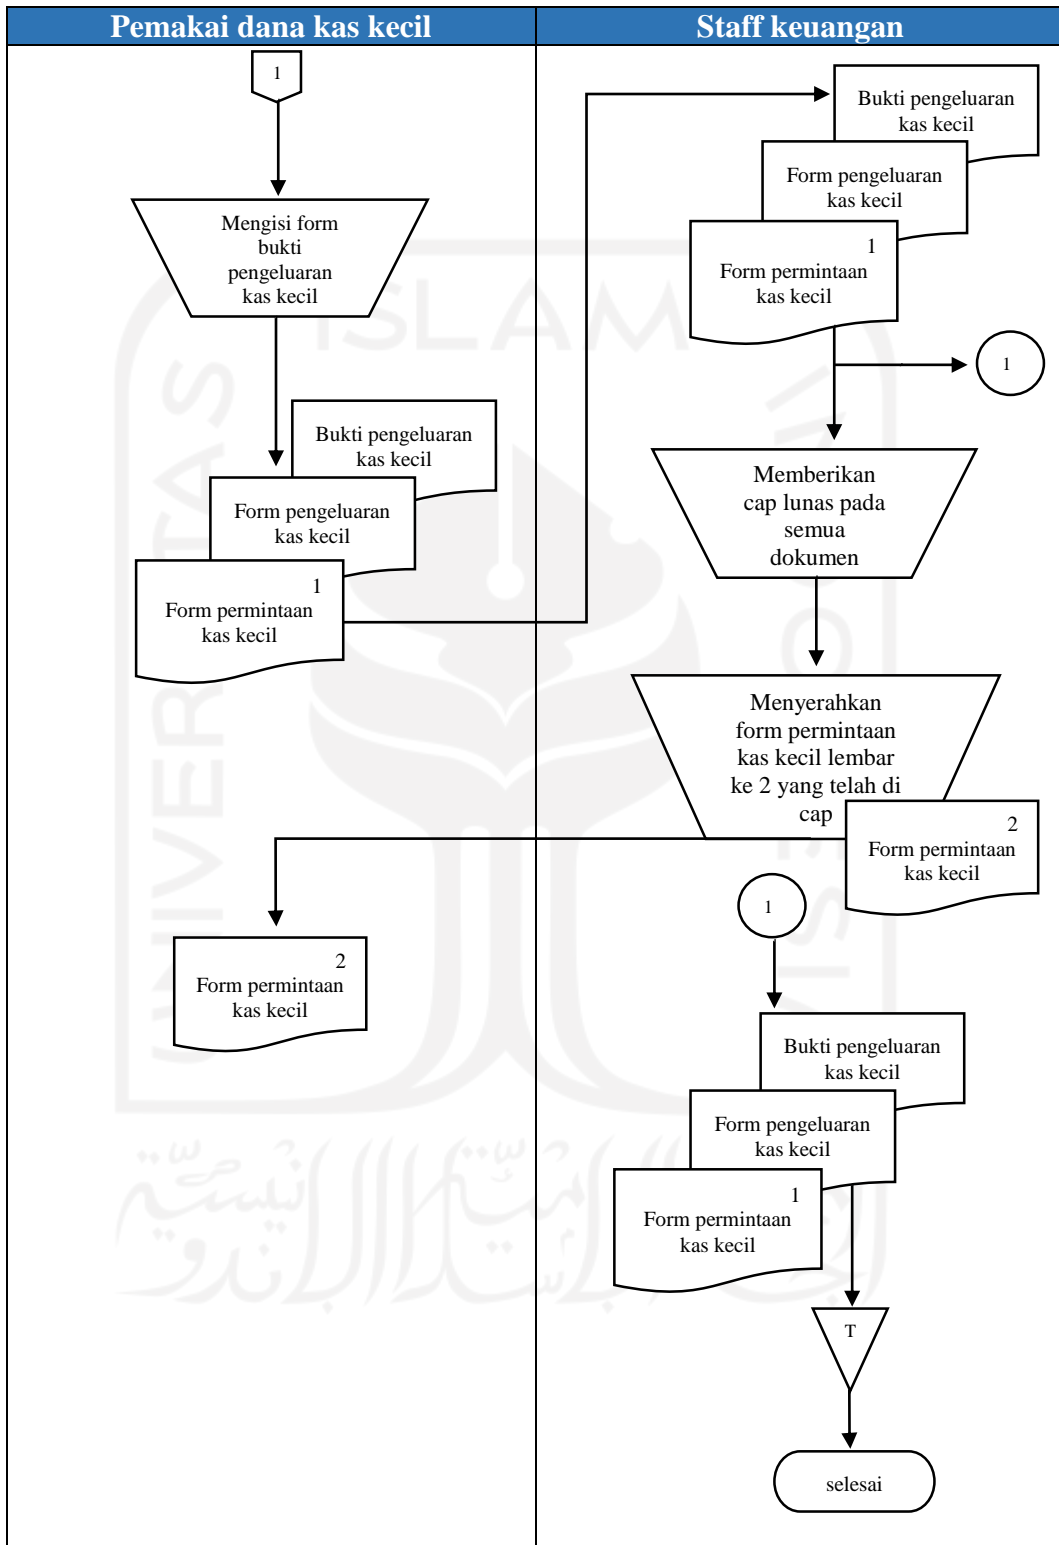 Pemakai dana kas kecil
Staff keuangan
1
Mengisi form
bukti
pengeluaran
kas kecil
Bukti pengeluaran
kas kecil
Form pengeluaran
kas kecil
1
Form permintaan
kas kecil
Bukti pengeluaran
kas kecil
Form pengeluaran
kas kecil
1
Form permintaan
kas kecil
1
Memberikan
cap lunas pada
semua
dokumen
Menyerahkan
form permintaan
kas kecil lembar
ke 2 yang telah di
cap
2
Form permintaan
kas kecil
2
Form permintaan
kas kecil
1
Bukti pengeluaran
kas kecil
Form pengeluaran
kas kecil
1
Form permintaan
kas kecil
T
selesai
ISLAM